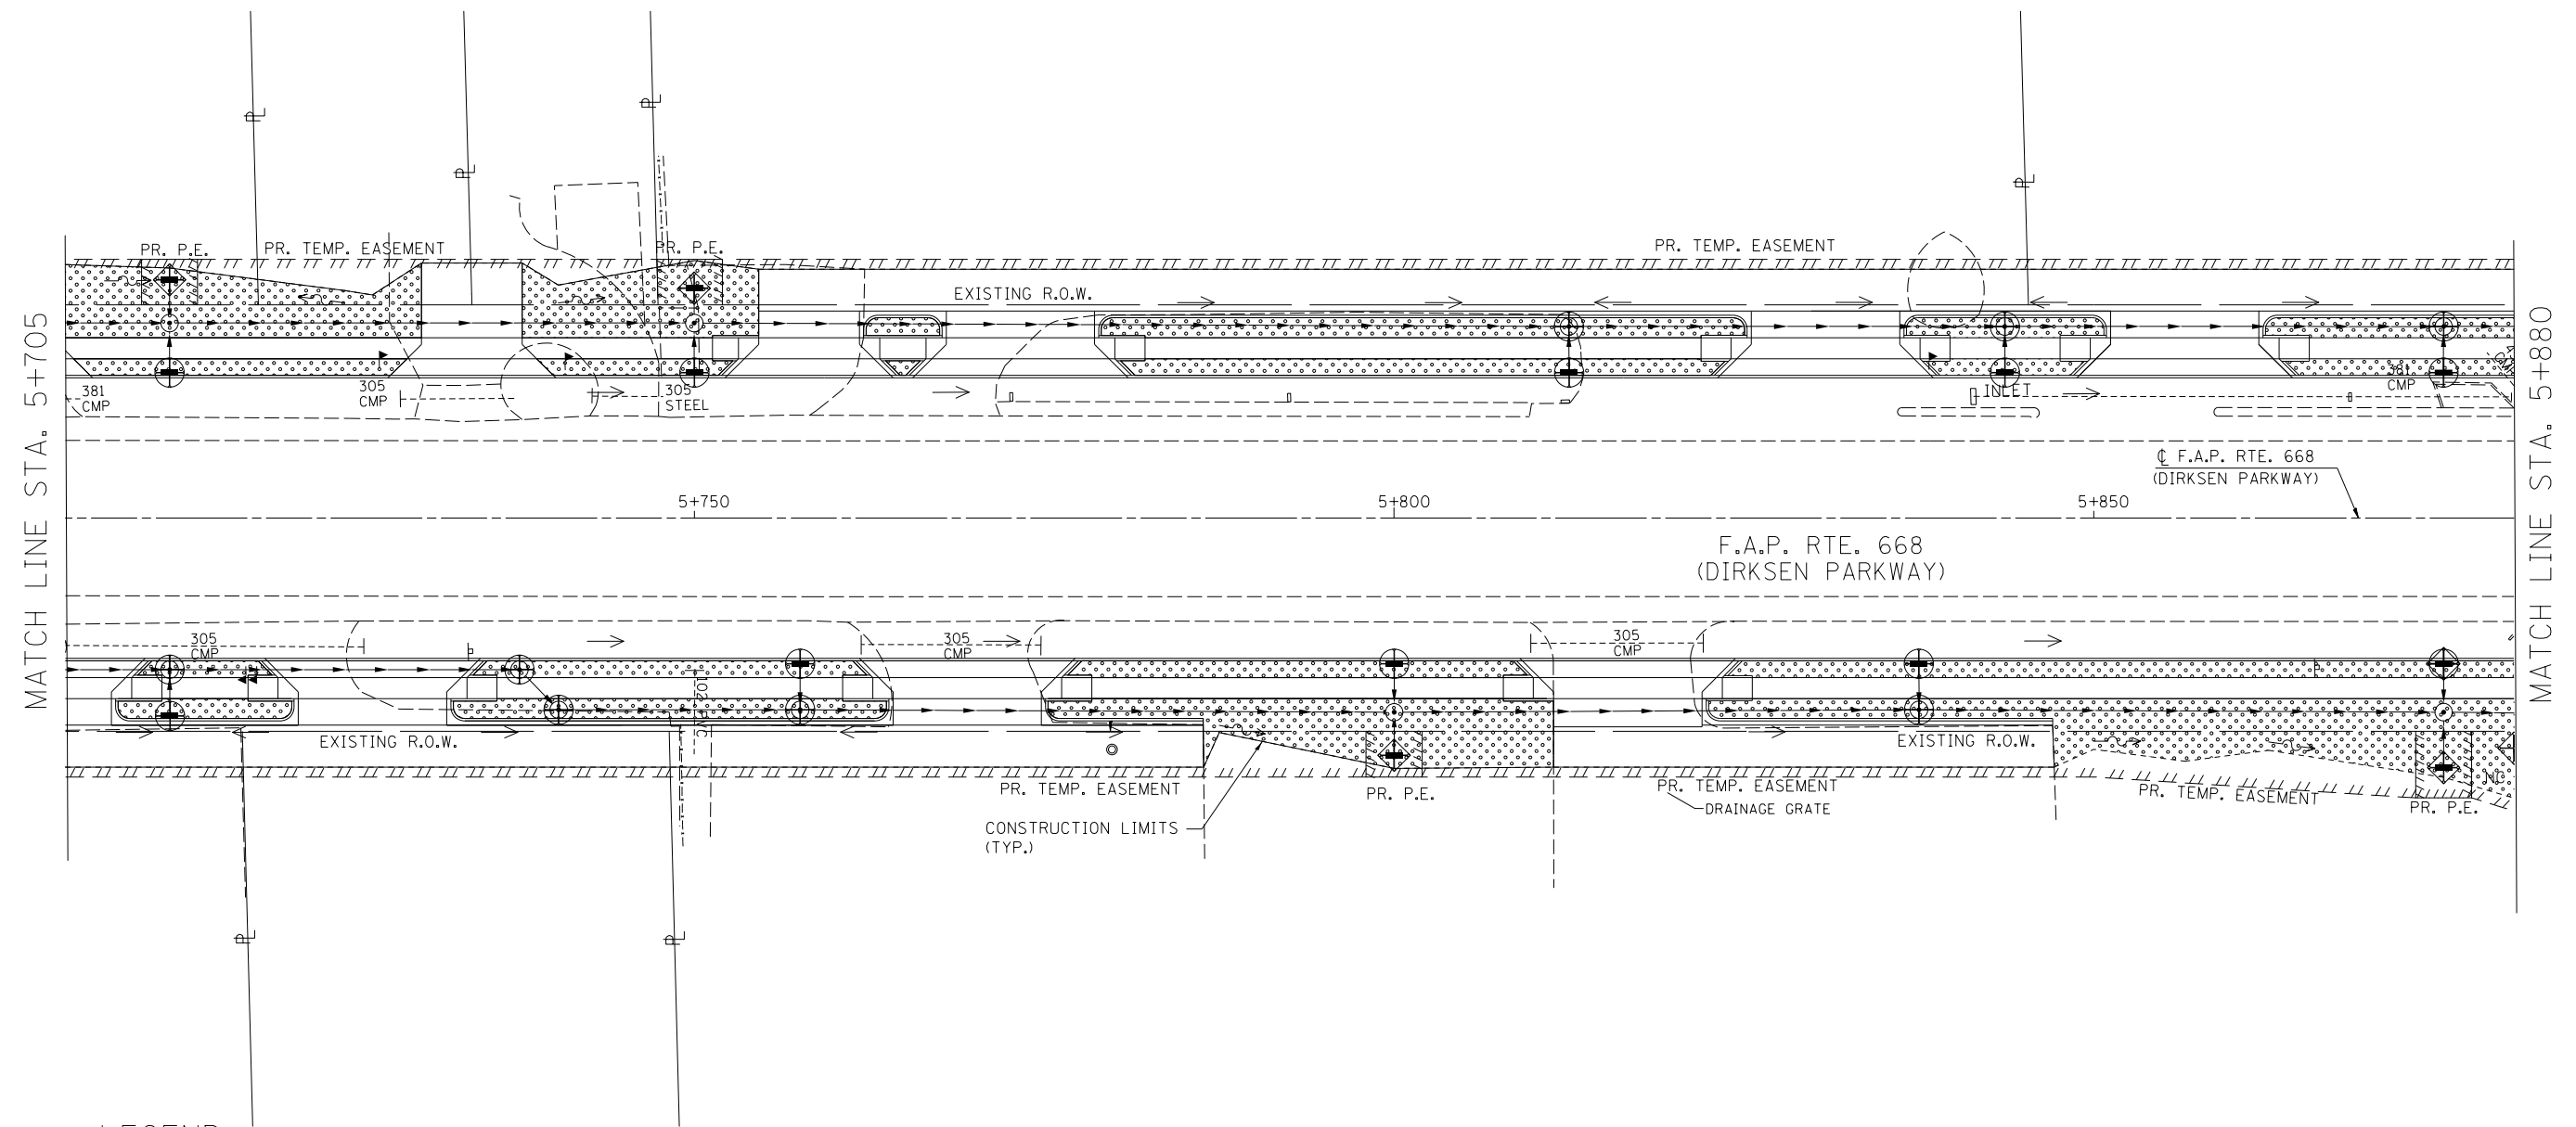 PR. P.E.
PR. TEMP. EASEMENT
PR. P.E.
PR. TEMP. EASEMENT
EXISTING R.O.W.
MATCH LINE STA. 5+705
MATCH LINE STA. 5+880
381
CMP
305
CMP
305
STEEL
INLET
381
CMP
℄ F.A.P. RTE. 668
(DIRKSEN PARKWAY)
5+750
5+800
5+850
F.A.P. RTE. 668
(DIRKSEN PARKWAY)
305
CMP
305
CMP
305
CMP
102 PVC
EXISTING R.O.W.
EXISTING R.O.W.
PR. TEMP. EASEMENT
PR. P.E.
PR. TEMP. EASEMENT
DRAINAGE GRATE
PR. TEMP. EASEMENT
PR. P.E.
CONSTRUCTION LIMITS
(TYP.)
LEGEND